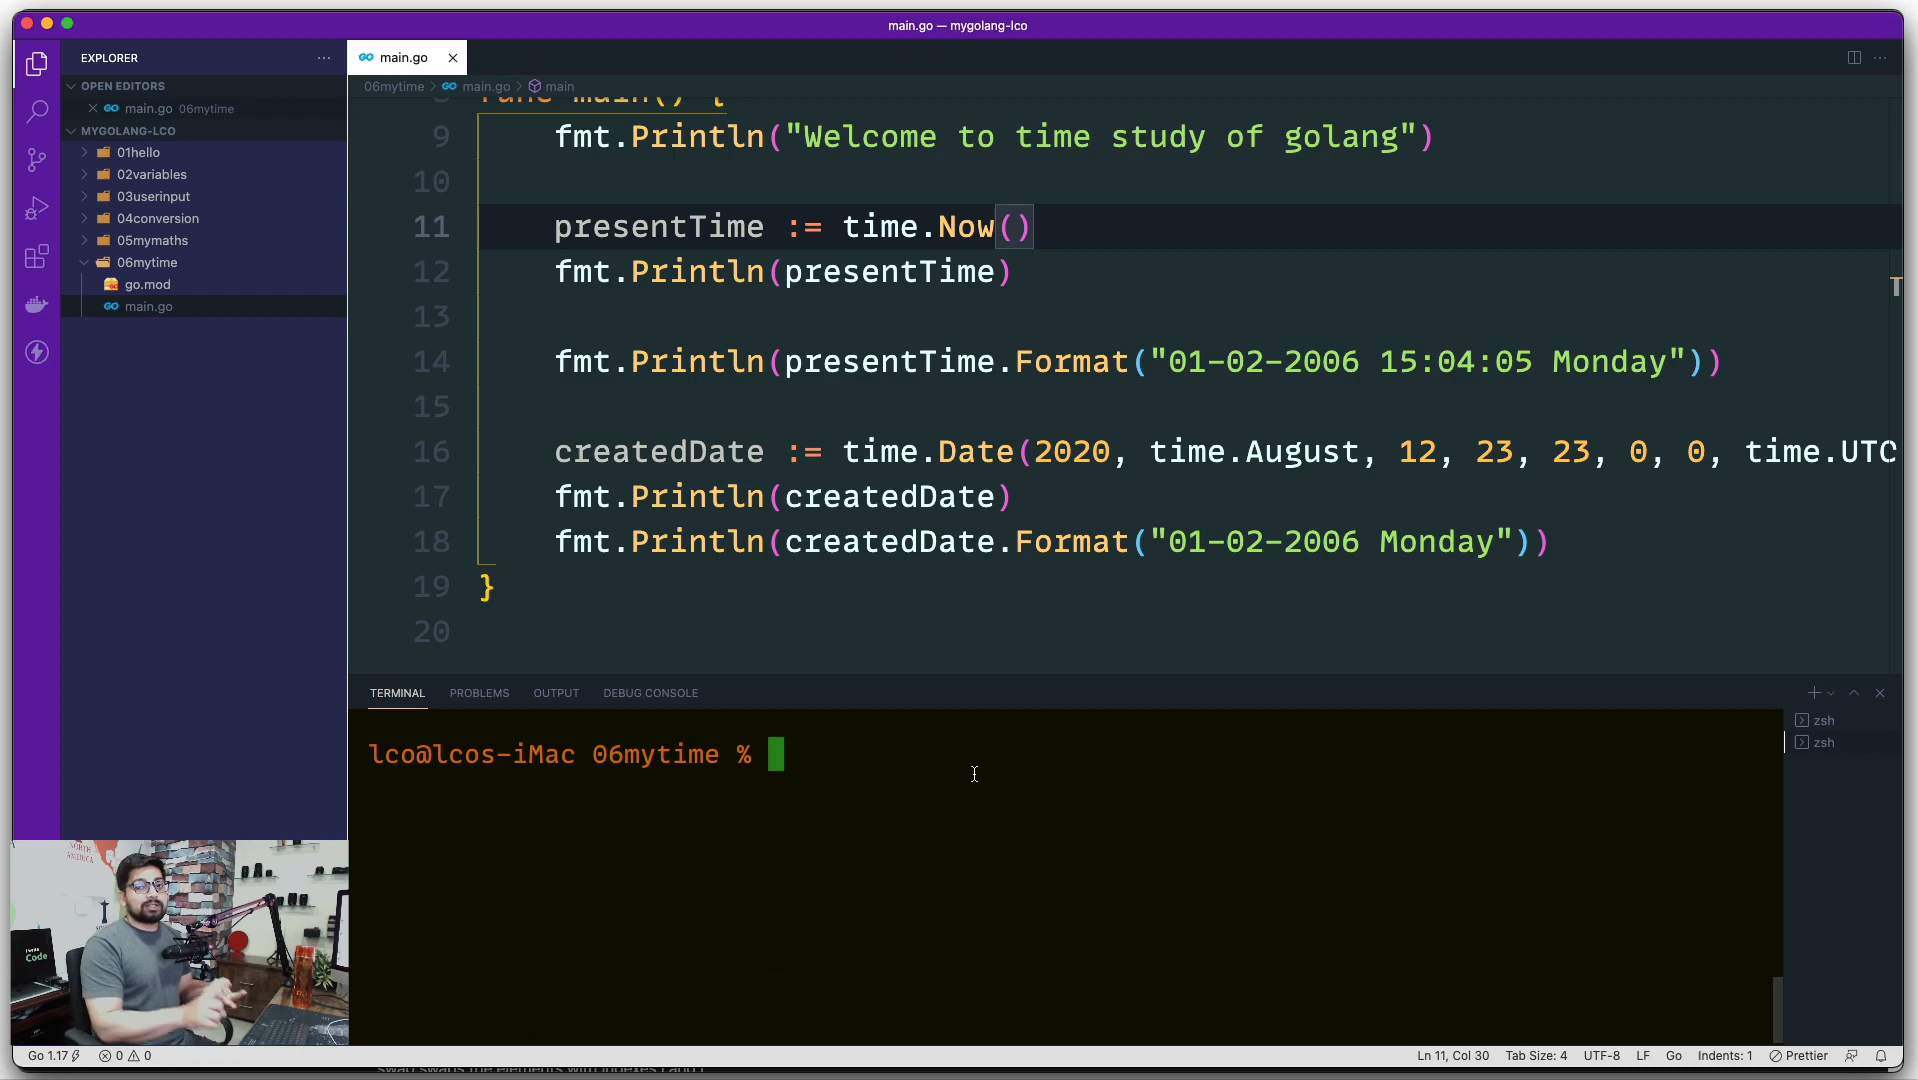 main.go — mygolang-lco
EXPLORER
OPEN EDITORS
main.go 06mytime
MYGOLANG-LCO
01hello
02variables
03userinput
04conversion
05mymaths
06mytime
go.mod
main.go
main.go
06mytime > main.go > main
8 func main() {
9 fmt.Println("Welcome to time study of golang")
10
11 presentTime := time.Now()
12 fmt.Println(presentTime)
13
14 fmt.Println(presentTime.Format("01-02-2006 15:04:05 Monday"))
15
16 createdDate := time.Date(2020, time.August, 12, 23, 23, 0, 0, time.UTC
17 fmt.Println(createdDate)
18 fmt.Println(createdDate.Format("01-02-2006 Monday"))
19 }
20
TERMINAL PROBLEMS OUTPUT DEBUG CONSOLE
zsh
zsh
lco@lcos-iMac 06mytime %
NORTH
AMERICA
Code
Go 1.17 0 0
Ln 11, Col 30 Tab Size: 4 UTF-8 LF Go Indents: 1 Prettier